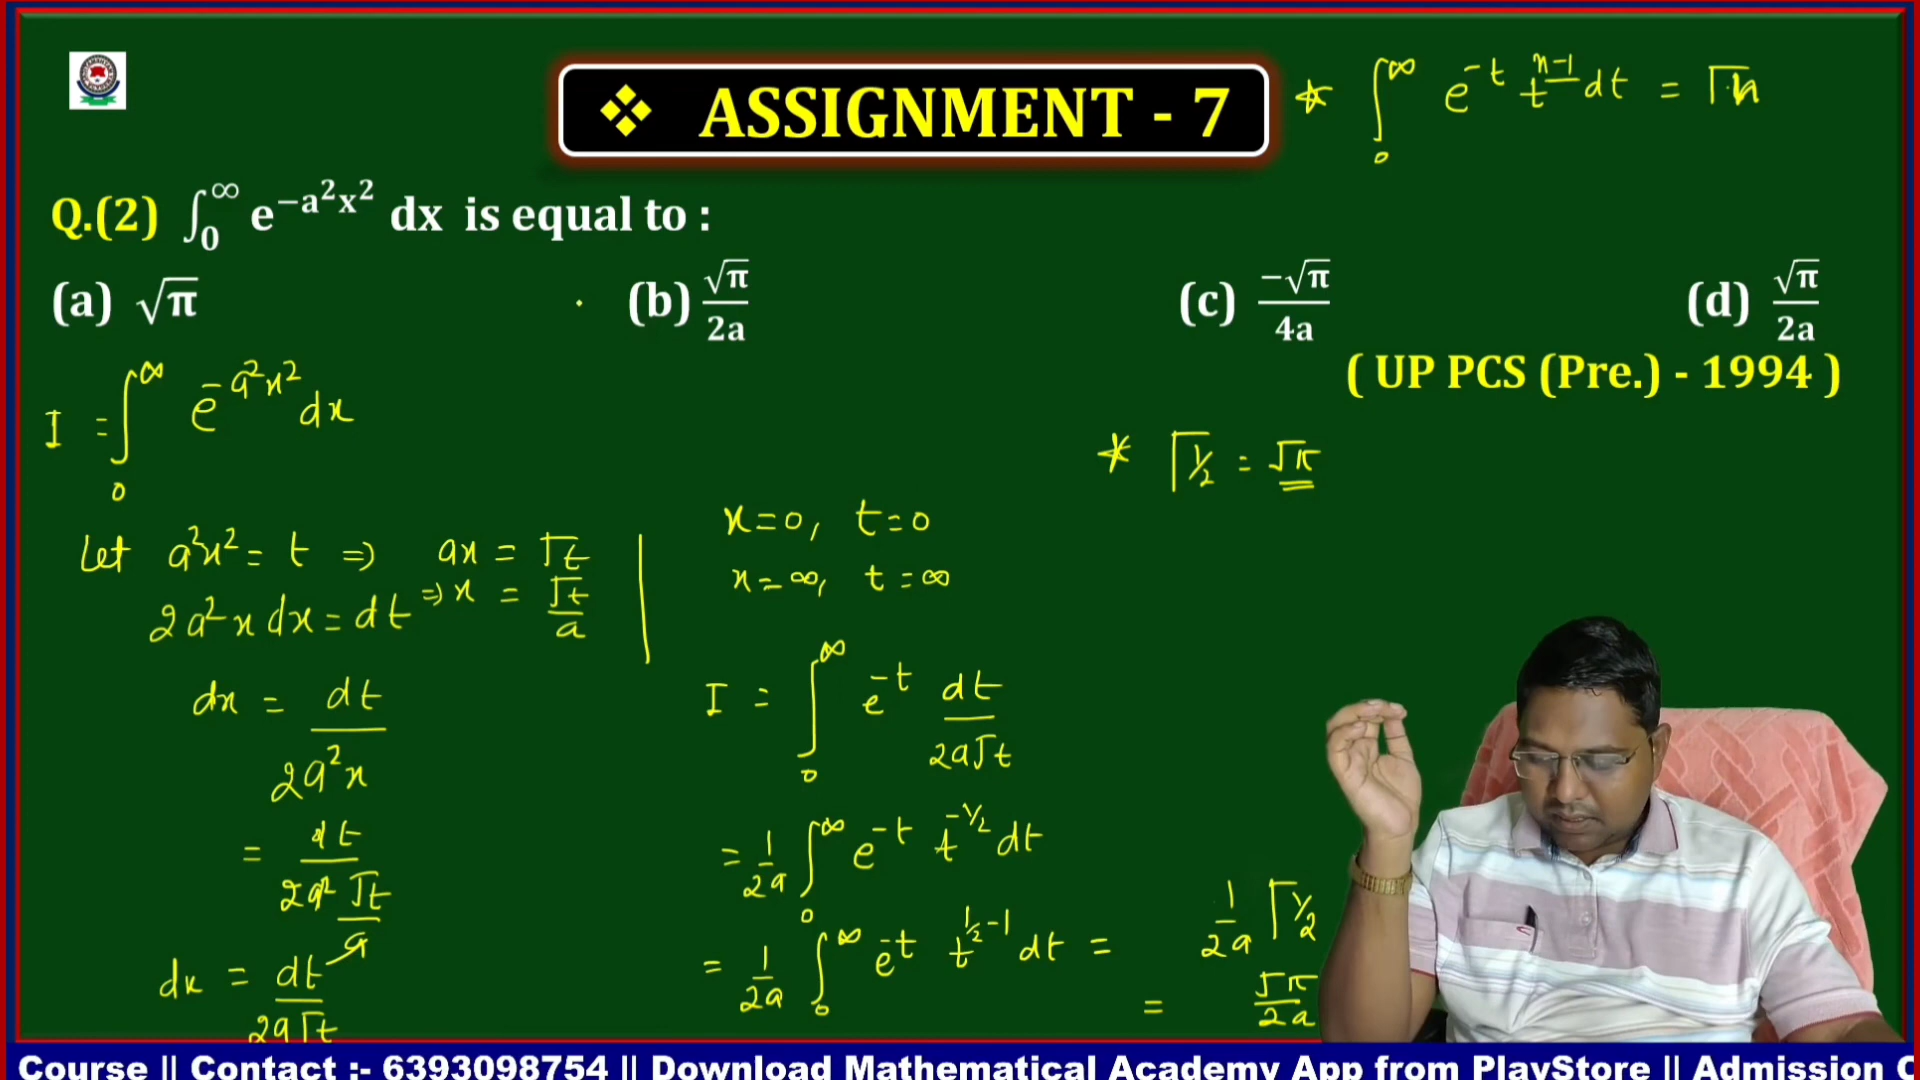 ❖ ASSIGNMENT - 7
* ∫₀^∞ e^{-t} t^{n-1} dt = Γn
Q.(2) ∫₀^∞ e^{−a²x²} dx is equal to :
(a) √π (b) √π/2a (c) −√π/4a (d) √π/2a
( UP PCS (Pre.) - 1994 )
I = ∫₀^∞ e^{-a²x²} dx
* Γ1/2 = √π
Let a²x² = t ⇒ ax = √t
2a²x dx = dt ⇒ x = √t/a
dx = dt/2a²x
= dt/(2a² √t/a)
dx = dt/2a√t
x=0, t=0
x=∞, t=∞
I = ∫₀^∞ e^{-t} dt/2a√t
= 1/2a ∫₀^∞ e^{-t} t^{-1/2} dt
= 1/2a ∫₀^∞ e^{-t} t^{1/2-1} dt = 1/2a Γ1/2
= √π/2a
Course || Contact :- 6393098754 || Download Mathematical Academy App from PlayStore || Admission